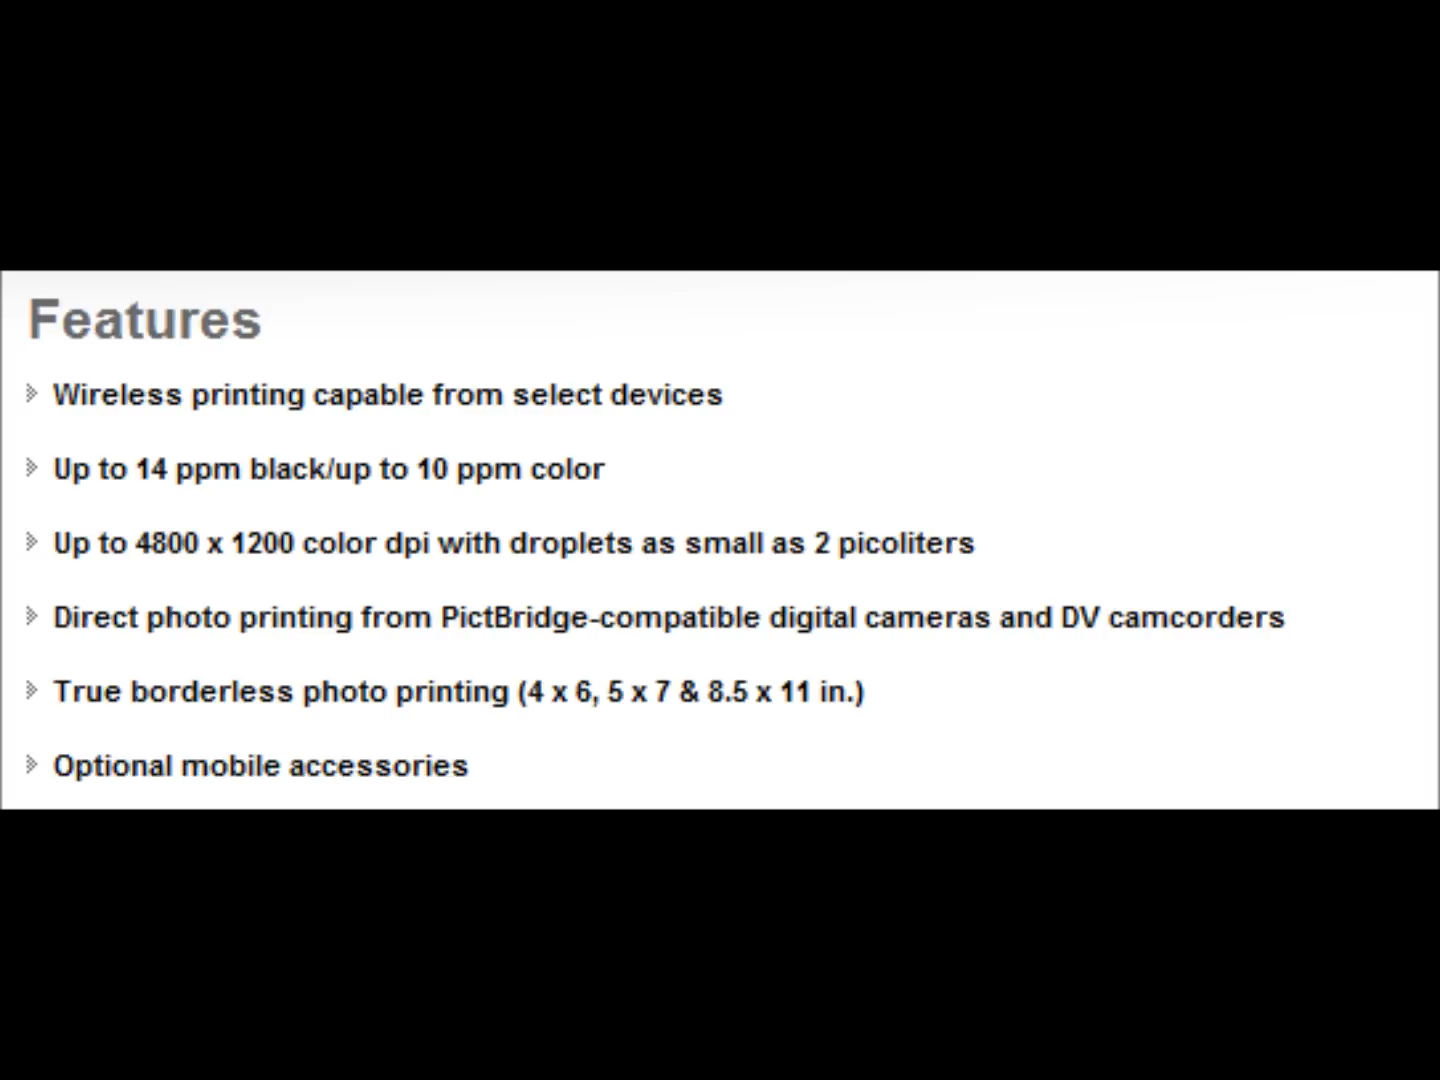 Features
Wireless printing capable from select devices
Up to 14 ppm black/up to 10 ppm color
Up to 4800 x 1200 color dpi with droplets as small as 2 picoliters
Direct photo printing from PictBridge-compatible digital cameras and DV camcorders
True borderless photo printing (4 x 6, 5 x 7 & 8.5 x 11 in.)
Optional mobile accessories